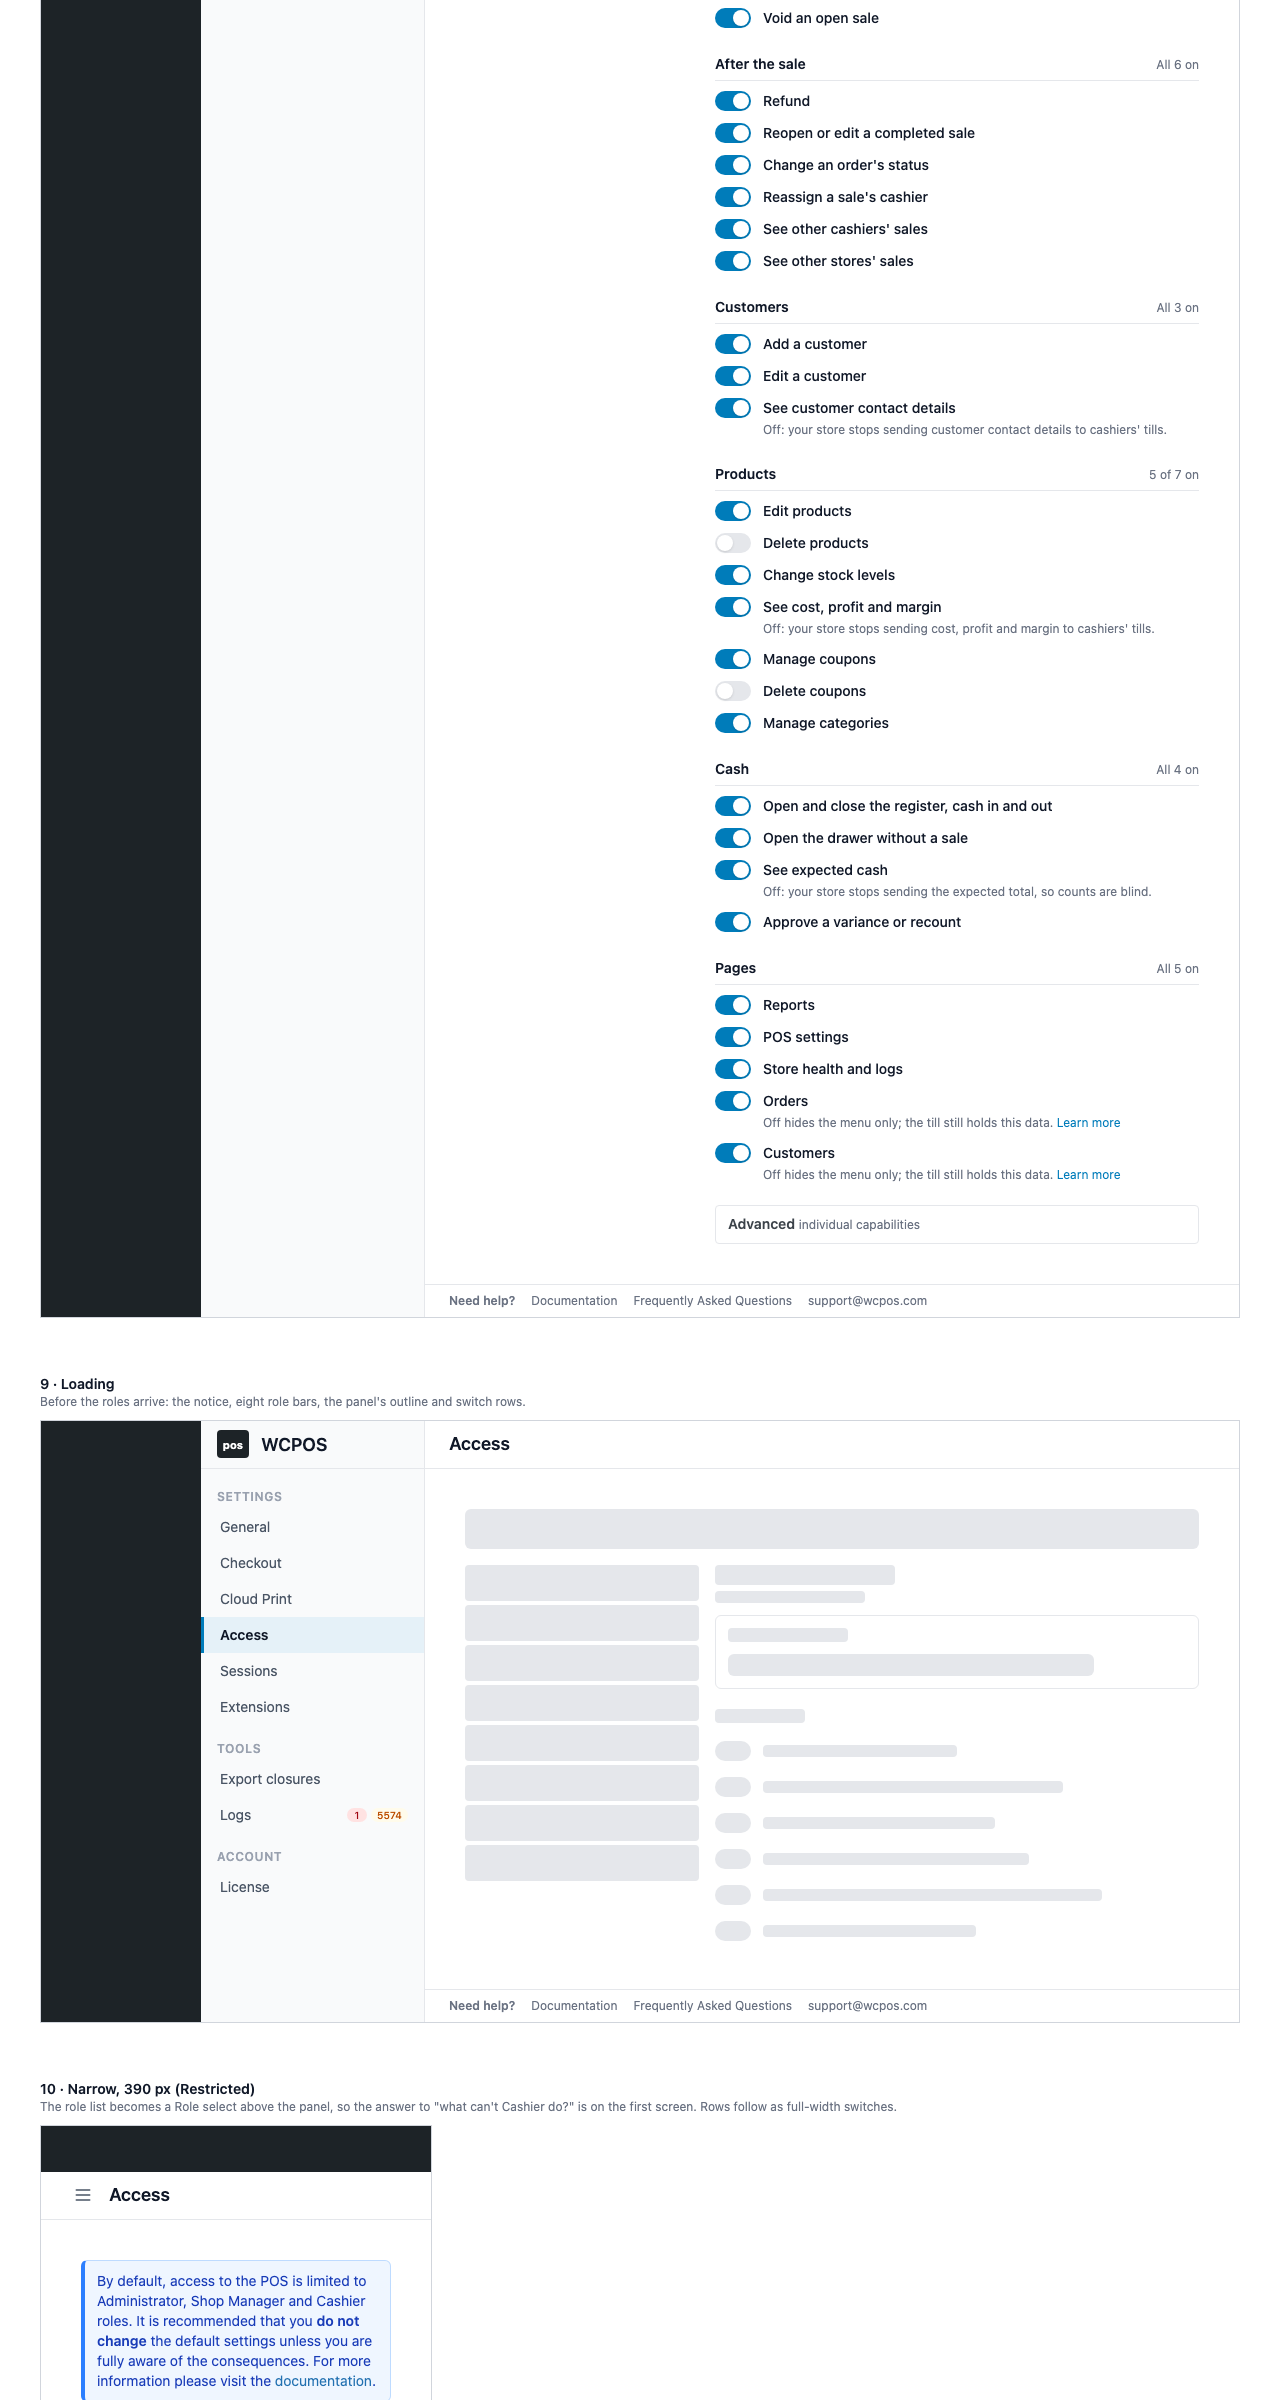 Void an open sale
After the sale
All 6 on
Refund
Reopen or edit a completed sale
Change an order's status
Reassign a sale's cashier
See other cashiers' sales
See other stores' sales
Customers
All 3 on
Add a customer
Edit a customer
See customer contact details
Off: your store stops sending customer contact details to cashiers' tills.
Products
5 of 7 on
Edit products
Delete products
Change stock levels
See cost, profit and margin
Off: your store stops sending cost, profit and margin to cashiers' tills.
Manage coupons
Delete coupons
Manage categories
Cash
All 4 on
Open and close the register, cash in and out
Open the drawer without a sale
See expected cash
Off: your store stops sending the expected total, so counts are blind.
Approve a variance or recount
Pages
All 5 on
Reports
POS settings
Store health and logs
Orders
Off hides the menu only; the till still holds this data. Learn more
Customers
Off hides the menu only; the till still holds this data. Learn more
Advanced individual capabilities
Need help? Documentation Frequently Asked Questions support@wcpos.com
9 · Loading
Before the roles arrive: the notice, eight role bars, the panel's outline and switch rows.
pos WCPOS
Access
SETTINGS
General
Checkout
Cloud Print
Access
Sessions
Extensions
TOOLS
Export closures
Logs 1 5574
ACCOUNT
License
Need help? Documentation Frequently Asked Questions support@wcpos.com
10 · Narrow, 390 px (Restricted)
The role list becomes a Role select above the panel, so the answer to "what can't Cashier do?" is on the first screen. Rows follow as full-width switches.
Access
By default, access to the POS is limited to
Administrator, Shop Manager and Cashier
roles. It is recommended that you do not
change the default settings unless you are
fully aware of the consequences. For more
information please visit the documentation.